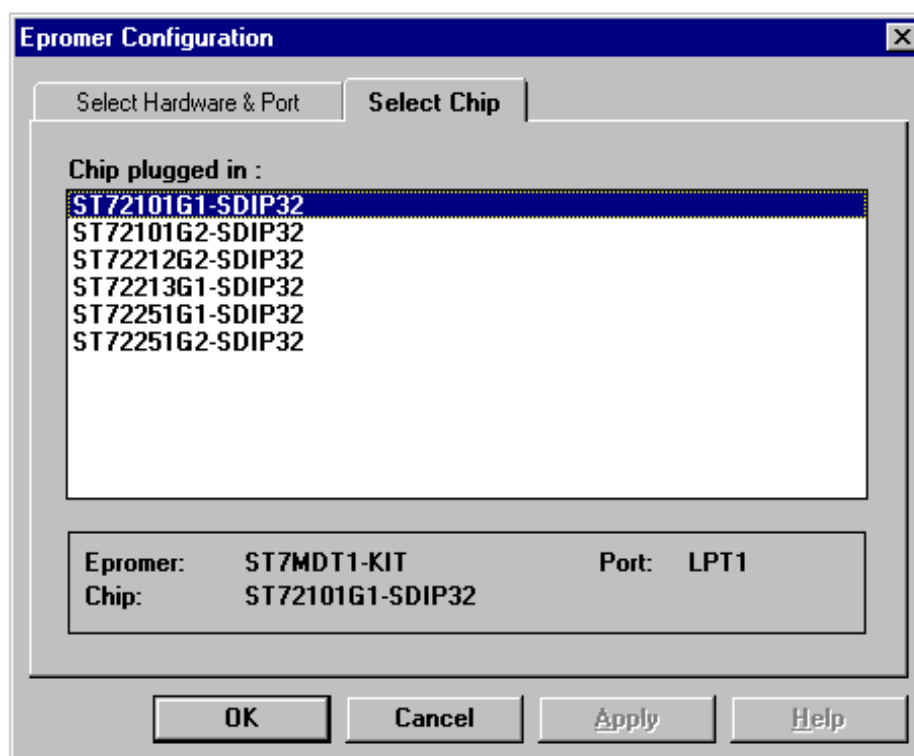 Epromer Configuration
Select Hardware & Port
Select Chip
Chip plugged in :
ST72101G1-SDIP32
ST72101G2-SDIP32
ST72212G2-SDIP32
ST72213G1-SDIP32
ST72251G1-SDIP32
ST72251G2-SDIP32
Epromer: ST7MDT1-KIT Port: LPT1
Chip: ST72101G1-SDIP32
OK Cancel Apply Help